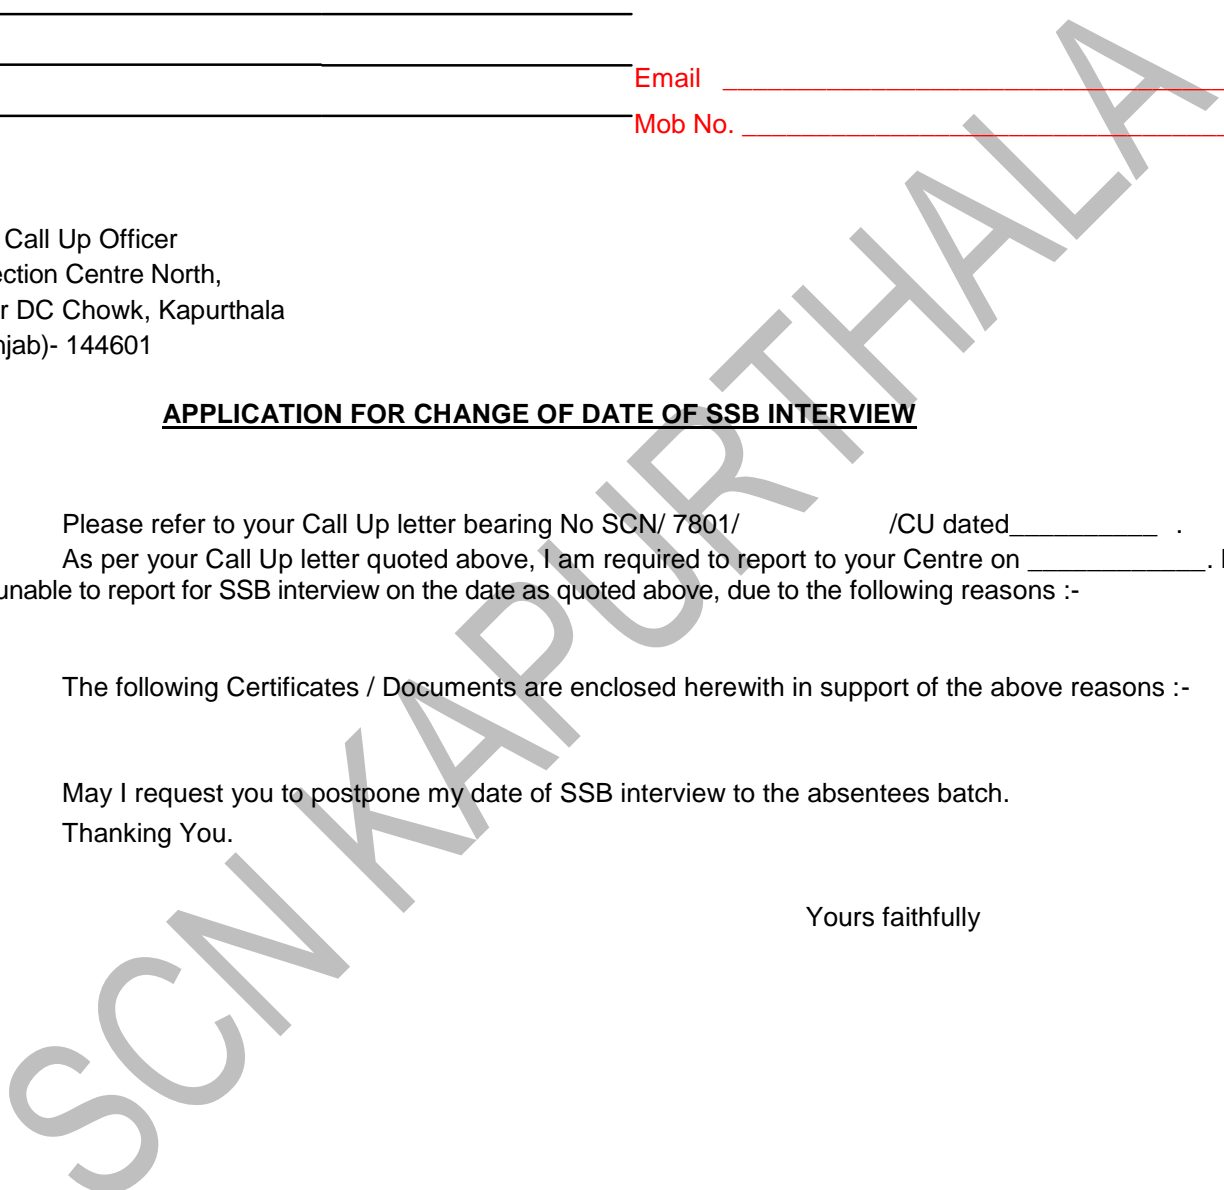 Email ___________________________________
Mob No. __________________________________
Call Up Officer
ection Centre North,
r DC Chowk, Kapurthala
njab)- 144601
APPLICATION FOR CHANGE OF DATE OF SSB INTERVIEW
Please refer to your Call Up letter bearing No SCN/ 7801/ /CU dated__________ .
As per your Call Up letter quoted above, I am required to report to your Centre on ____________.
unable to report for SSB interview on the date as quoted above, due to the following reasons :-
The following Certificates / Documents are enclosed herewith in support of the above reasons :-
May I request you to postpone my date of SSB interview to the absentees batch.
Thanking You.
Yours faithfully
SCN KAPURTHALA